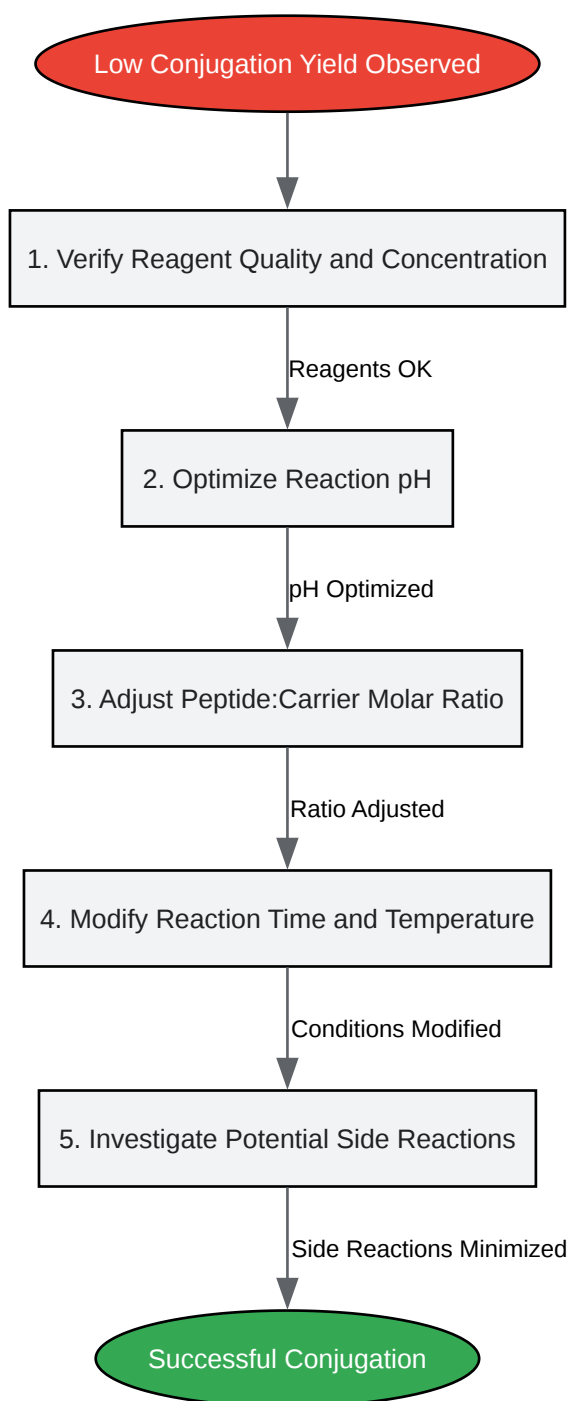 Low Conjugation Yield Observed
1. Verify Reagent Quality and Concentration
Reagents OK
2. Optimize Reaction pH
pH Optimized
3. Adjust Peptide:Carrier Molar Ratio
Ratio Adjusted
4. Modify Reaction Time and Temperature
Conditions Modified
5. Investigate Potential Side Reactions
Side Reactions Minimized
Successful Conjugation